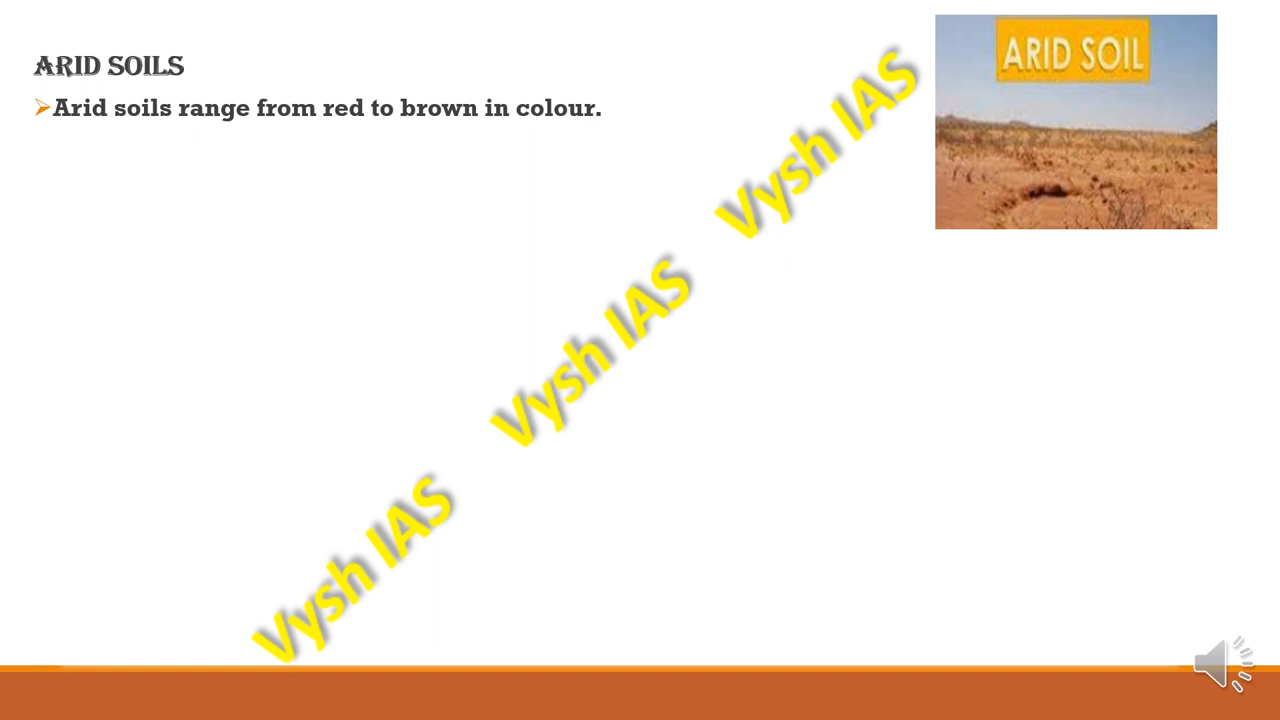 ARID SOILS
Arid soils range from red to brown in colour.
ARID SOIL
Vysh IAS
Vysh IAS
Vysh IAS